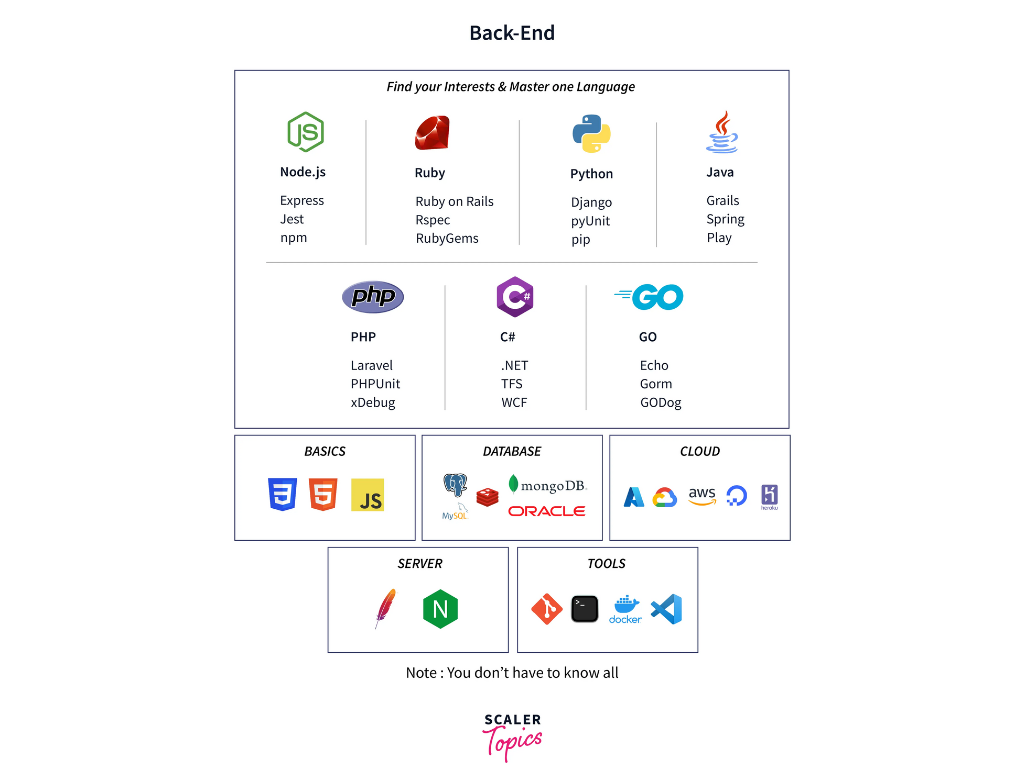 Back-End
Find your Interests & Master one Language
JS
Node.js
Express
Jest
npm
Ruby
Ruby on Rails
Rspec
RubyGems
Python
Django
pyUnit
pip
Java
Grails
Spring
Play
php
PHP
Laravel
PHPUnit
xDebug
C#
C#
.NET
TFS
WCF
GO
GO
Echo
Gorm
GODog
BASICS
3
5
JS
DATABASE
mongoDB.
MySQL
ORACLE
CLOUD
aws
heroku
SERVER
N
TOOLS
>_
docker
Note : You don't have to know all
SCALER
Topics